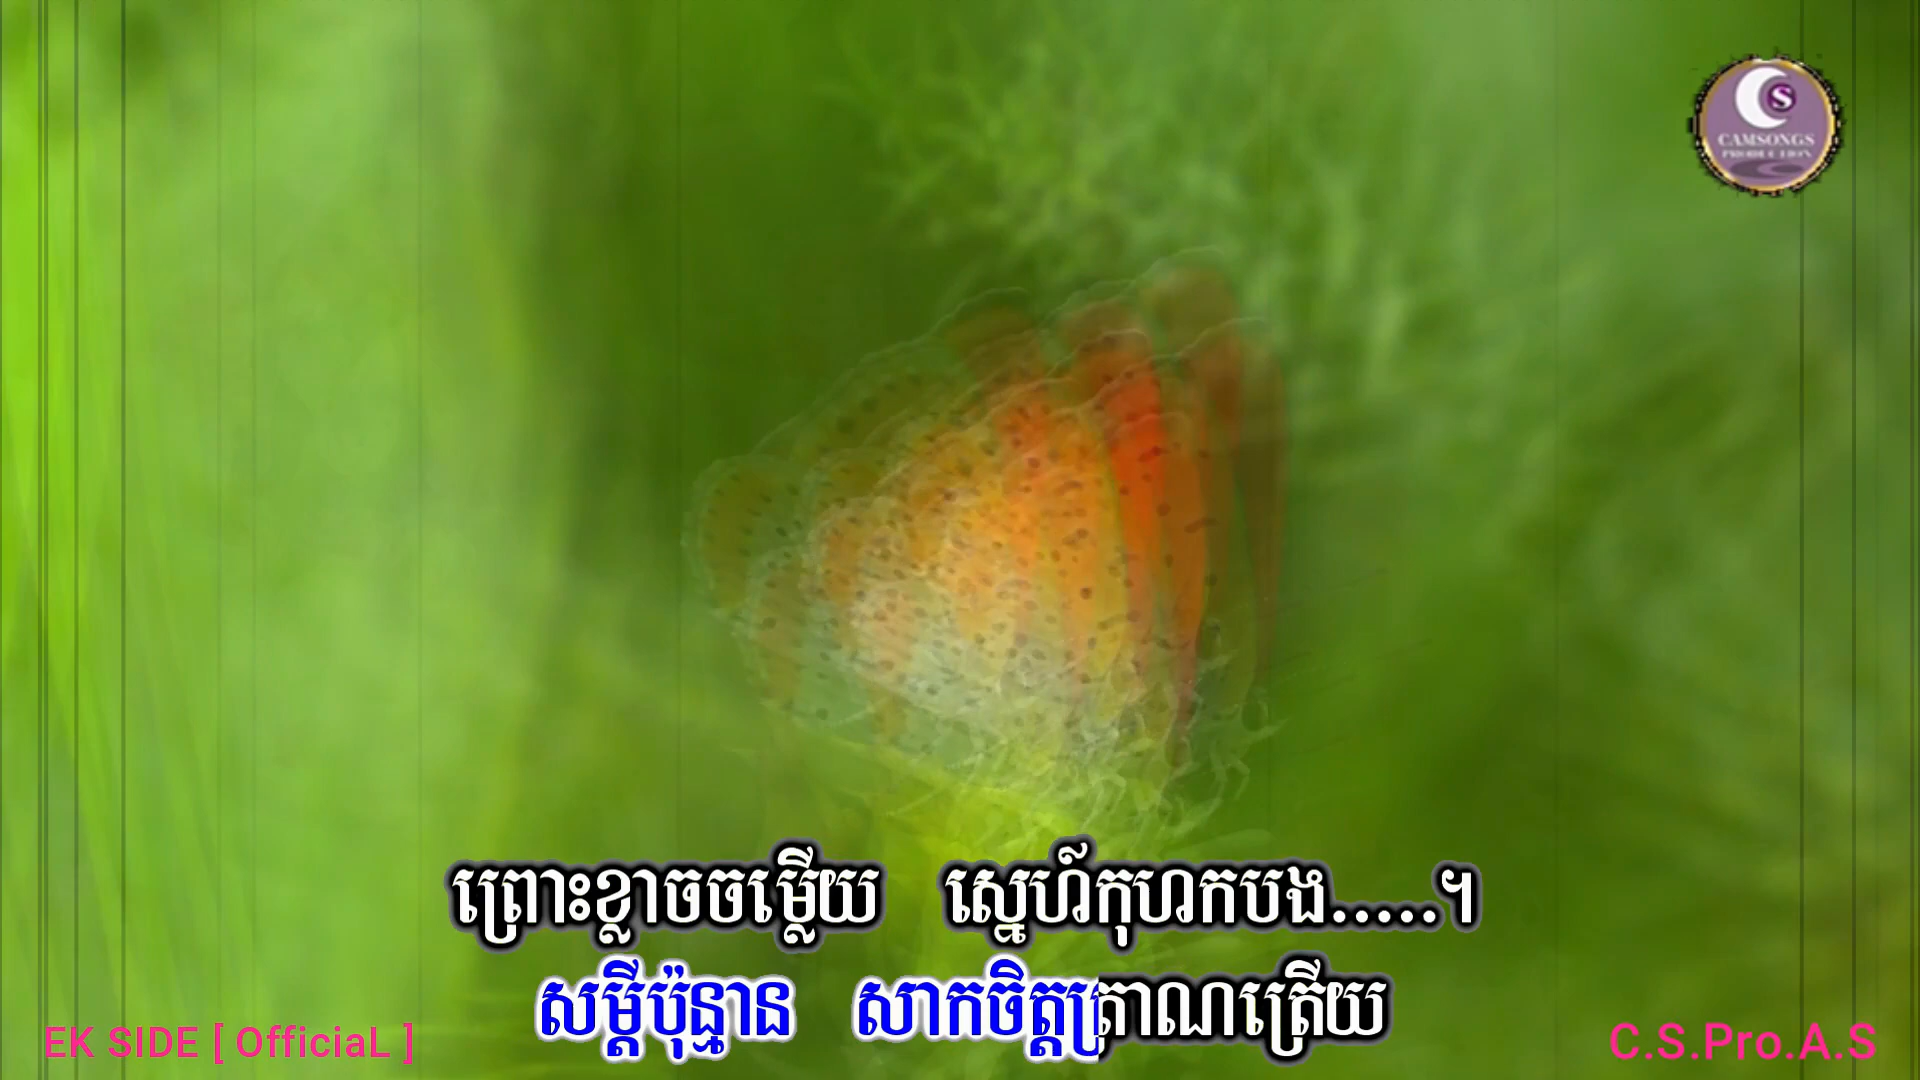 S
CAMSONGS
PRODUCTION
ព្រោះខ្លាចចម្លើយ ស្នេហ៍កុហកបង.....។
សម្ដីប៉ុន្មាន សាកចិត្តត្រាណត្រើយ
EK SIDE [ OfficiaL ]
C.S.Pro.A.S